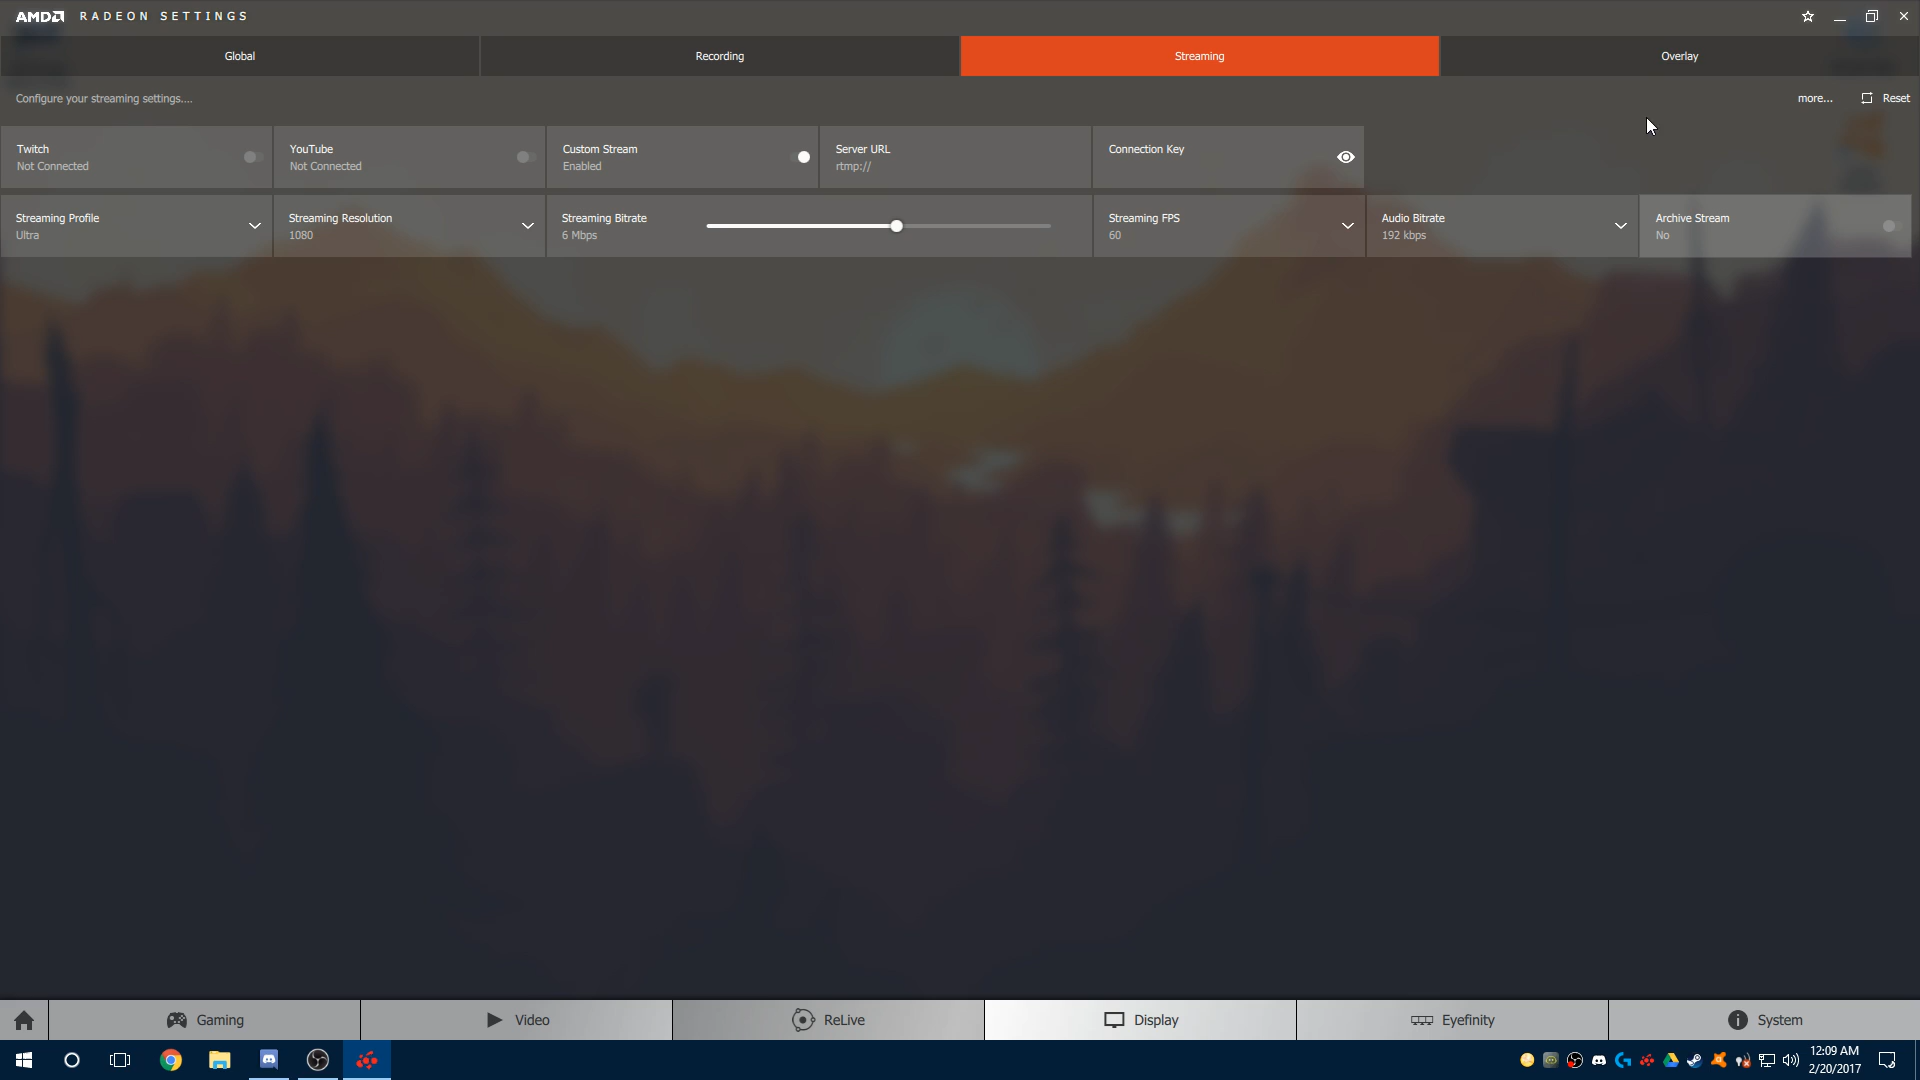 AMD RADEON SETTINGS
Global
Recording
Streaming
Overlay
Configure your streaming settings....
more...
Reset
Twitch
Not Connected
YouTube
Not Connected
Custom Stream
Enabled
Server URL
rtmp://
Connection Key
Streaming Profile
Ultra
Streaming Resolution
1080
Streaming Bitrate
6 Mbps
Streaming FPS
60
Audio Bitrate
192 kbps
Archive Stream
No
Gaming
Video
ReLive
Display
Eyefinity
System
12:09 AM
2/20/2017